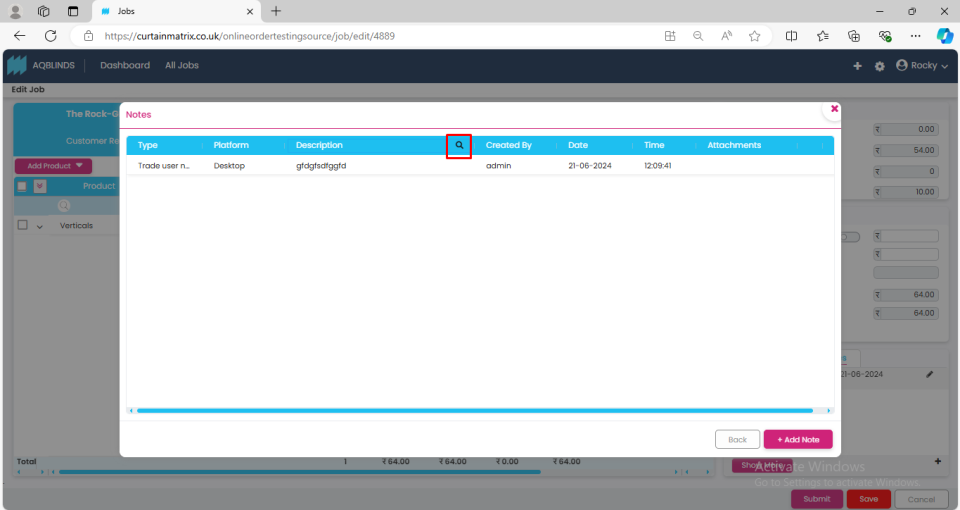 Jobs
https://curtainmatrix.co.uk/onlineordertestingsource/job/edit/4889
AQBLINDS Dashboard All Jobs Rocky
Edit Job
The Rock-G
Customer Re
Add Product
Product
Verticals
Notes
Type Platform Description Created By Date Time Attachments
Trade user n... Desktop gfdgfsdfggfd admin 21-06-2024 12:09:41
Back + Add Note
₹ 0.00
₹ 54.00
₹ 0
₹ 10.00
₹
₹
₹ 64.00
₹ 64.00
21-06-2024
Total 1 ₹ 64.00 ₹ 64.00 ₹ 0.00 ₹ 64.00
Show More
Activate Windows
Go to Settings to activate Windows.
Submit Save Cancel